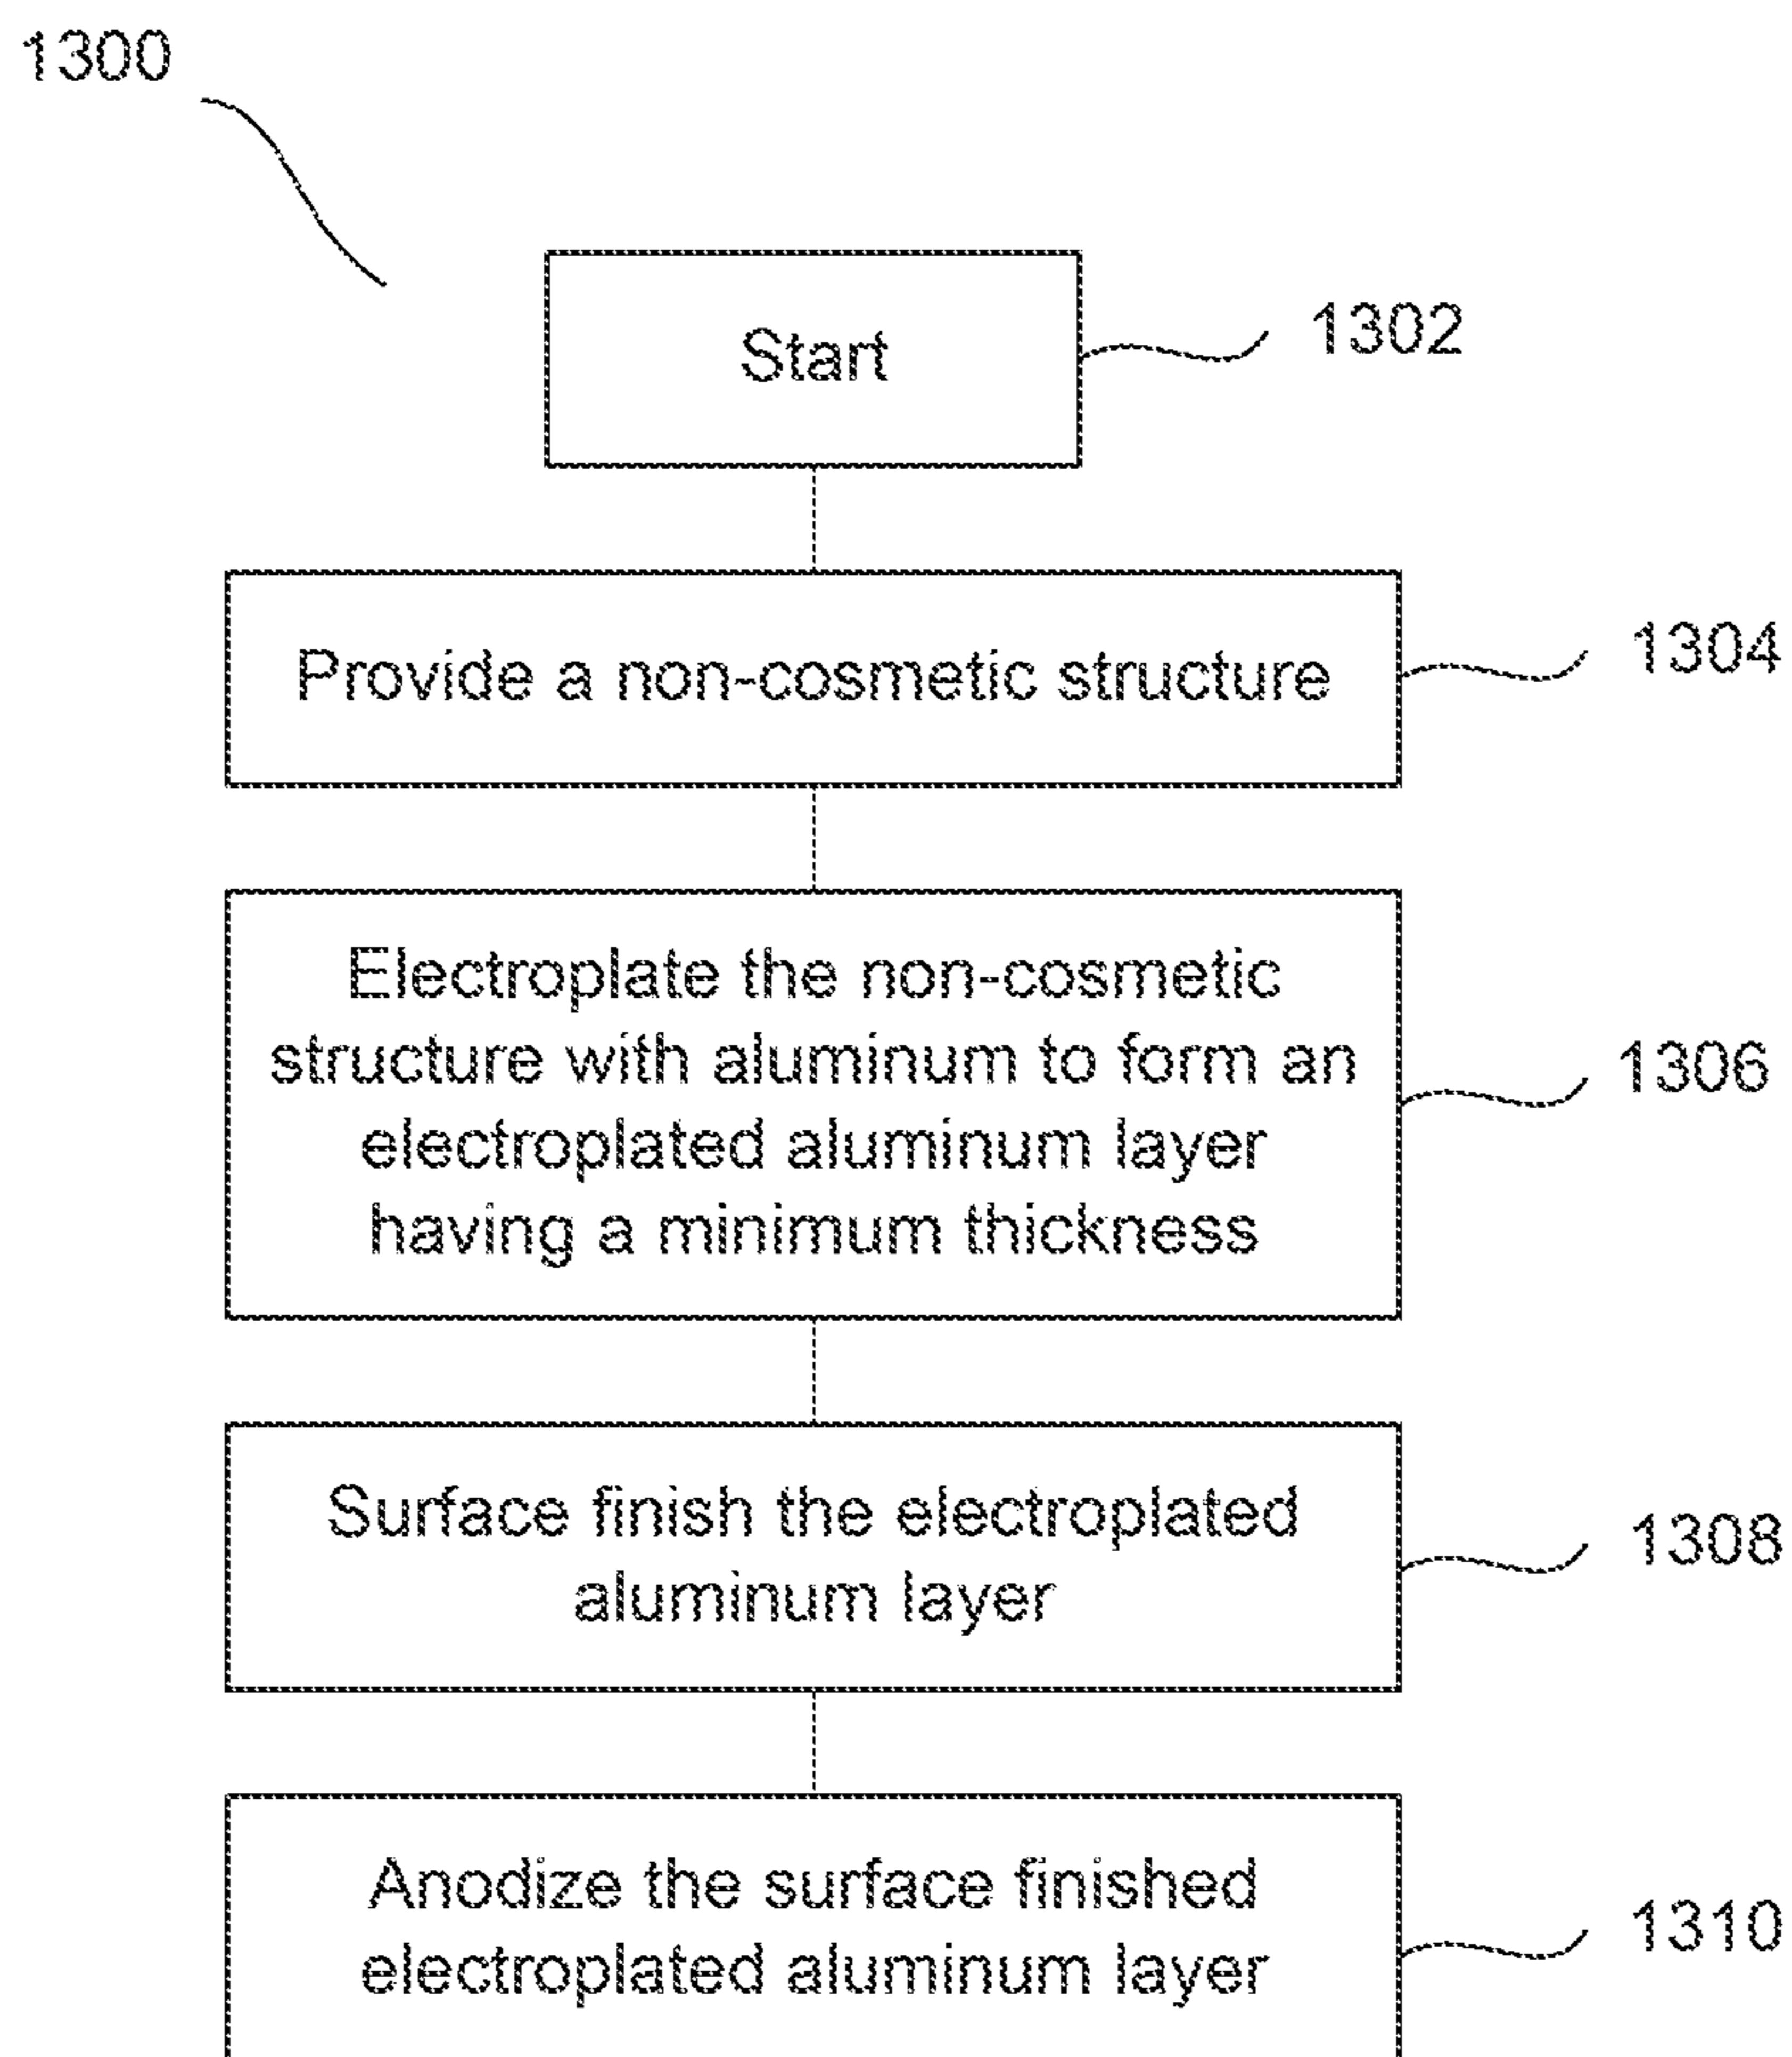 1300
Start
1302
Provide a non-cosmetic structure
1304
Electroplate the non-cosmetic
structure with aluminum to form an
electroplated aluminum layer
having a minimum thickness
1306
Surface finish the electroplated
aluminum layer
1308
Anodize the surface finished
electroplated aluminum layer
1310